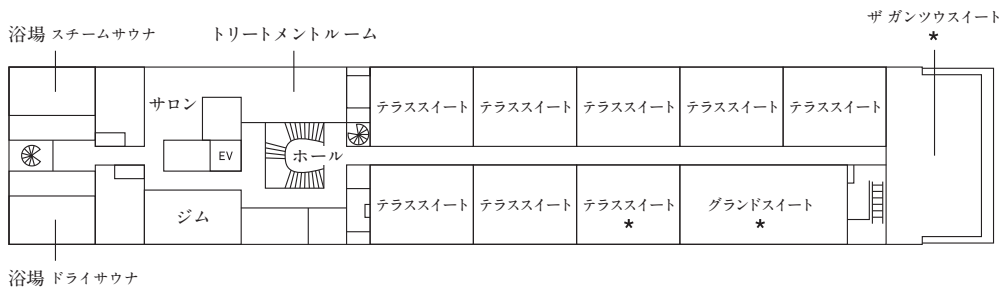 ザ ガンツウスイート
*
浴場 スチームサウナ
トリートメントルーム
サロン
EV
ホール
テラススイート
テラススイート
テラススイート
テラススイート
テラススイート
ジム
テラススイート
テラススイート
テラススイート
*
グランドスイート
*
浴場 ドライサウナ